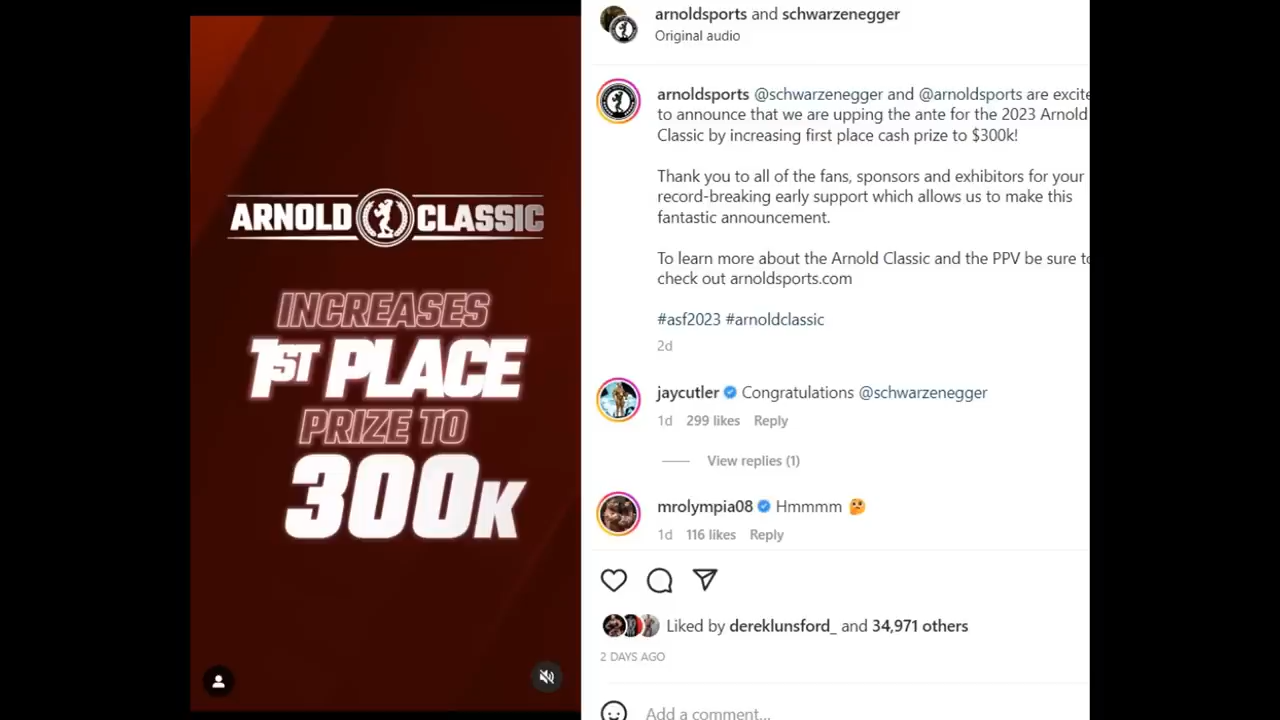 ARNOLD CLASSIC
INCREASES
1ST PLACE
PRIZE TO
300K
arnoldsports and schwarzenegger
Original audio
arnoldsports @schwarzenegger and @arnoldsports are excite
to announce that we are upping the ante for the 2023 Arnold
Classic by increasing first place cash prize to $300k!
Thank you to all of the fans, sponsors and exhibitors for your
record-breaking early support which allows us to make this
fantastic announcement.
To learn more about the Arnold Classic and the PPV be sure to
check out arnoldsports.com
#asf2023 #arnoldclassic
2d
jaycutler Congratulations @schwarzenegger
1d 299 likes Reply
View replies (1)
mrolympia08 Hmmmm 🤔
1d 116 likes Reply
Liked by dereklunsford_ and 34,971 others
2 DAYS AGO
Add a comment...